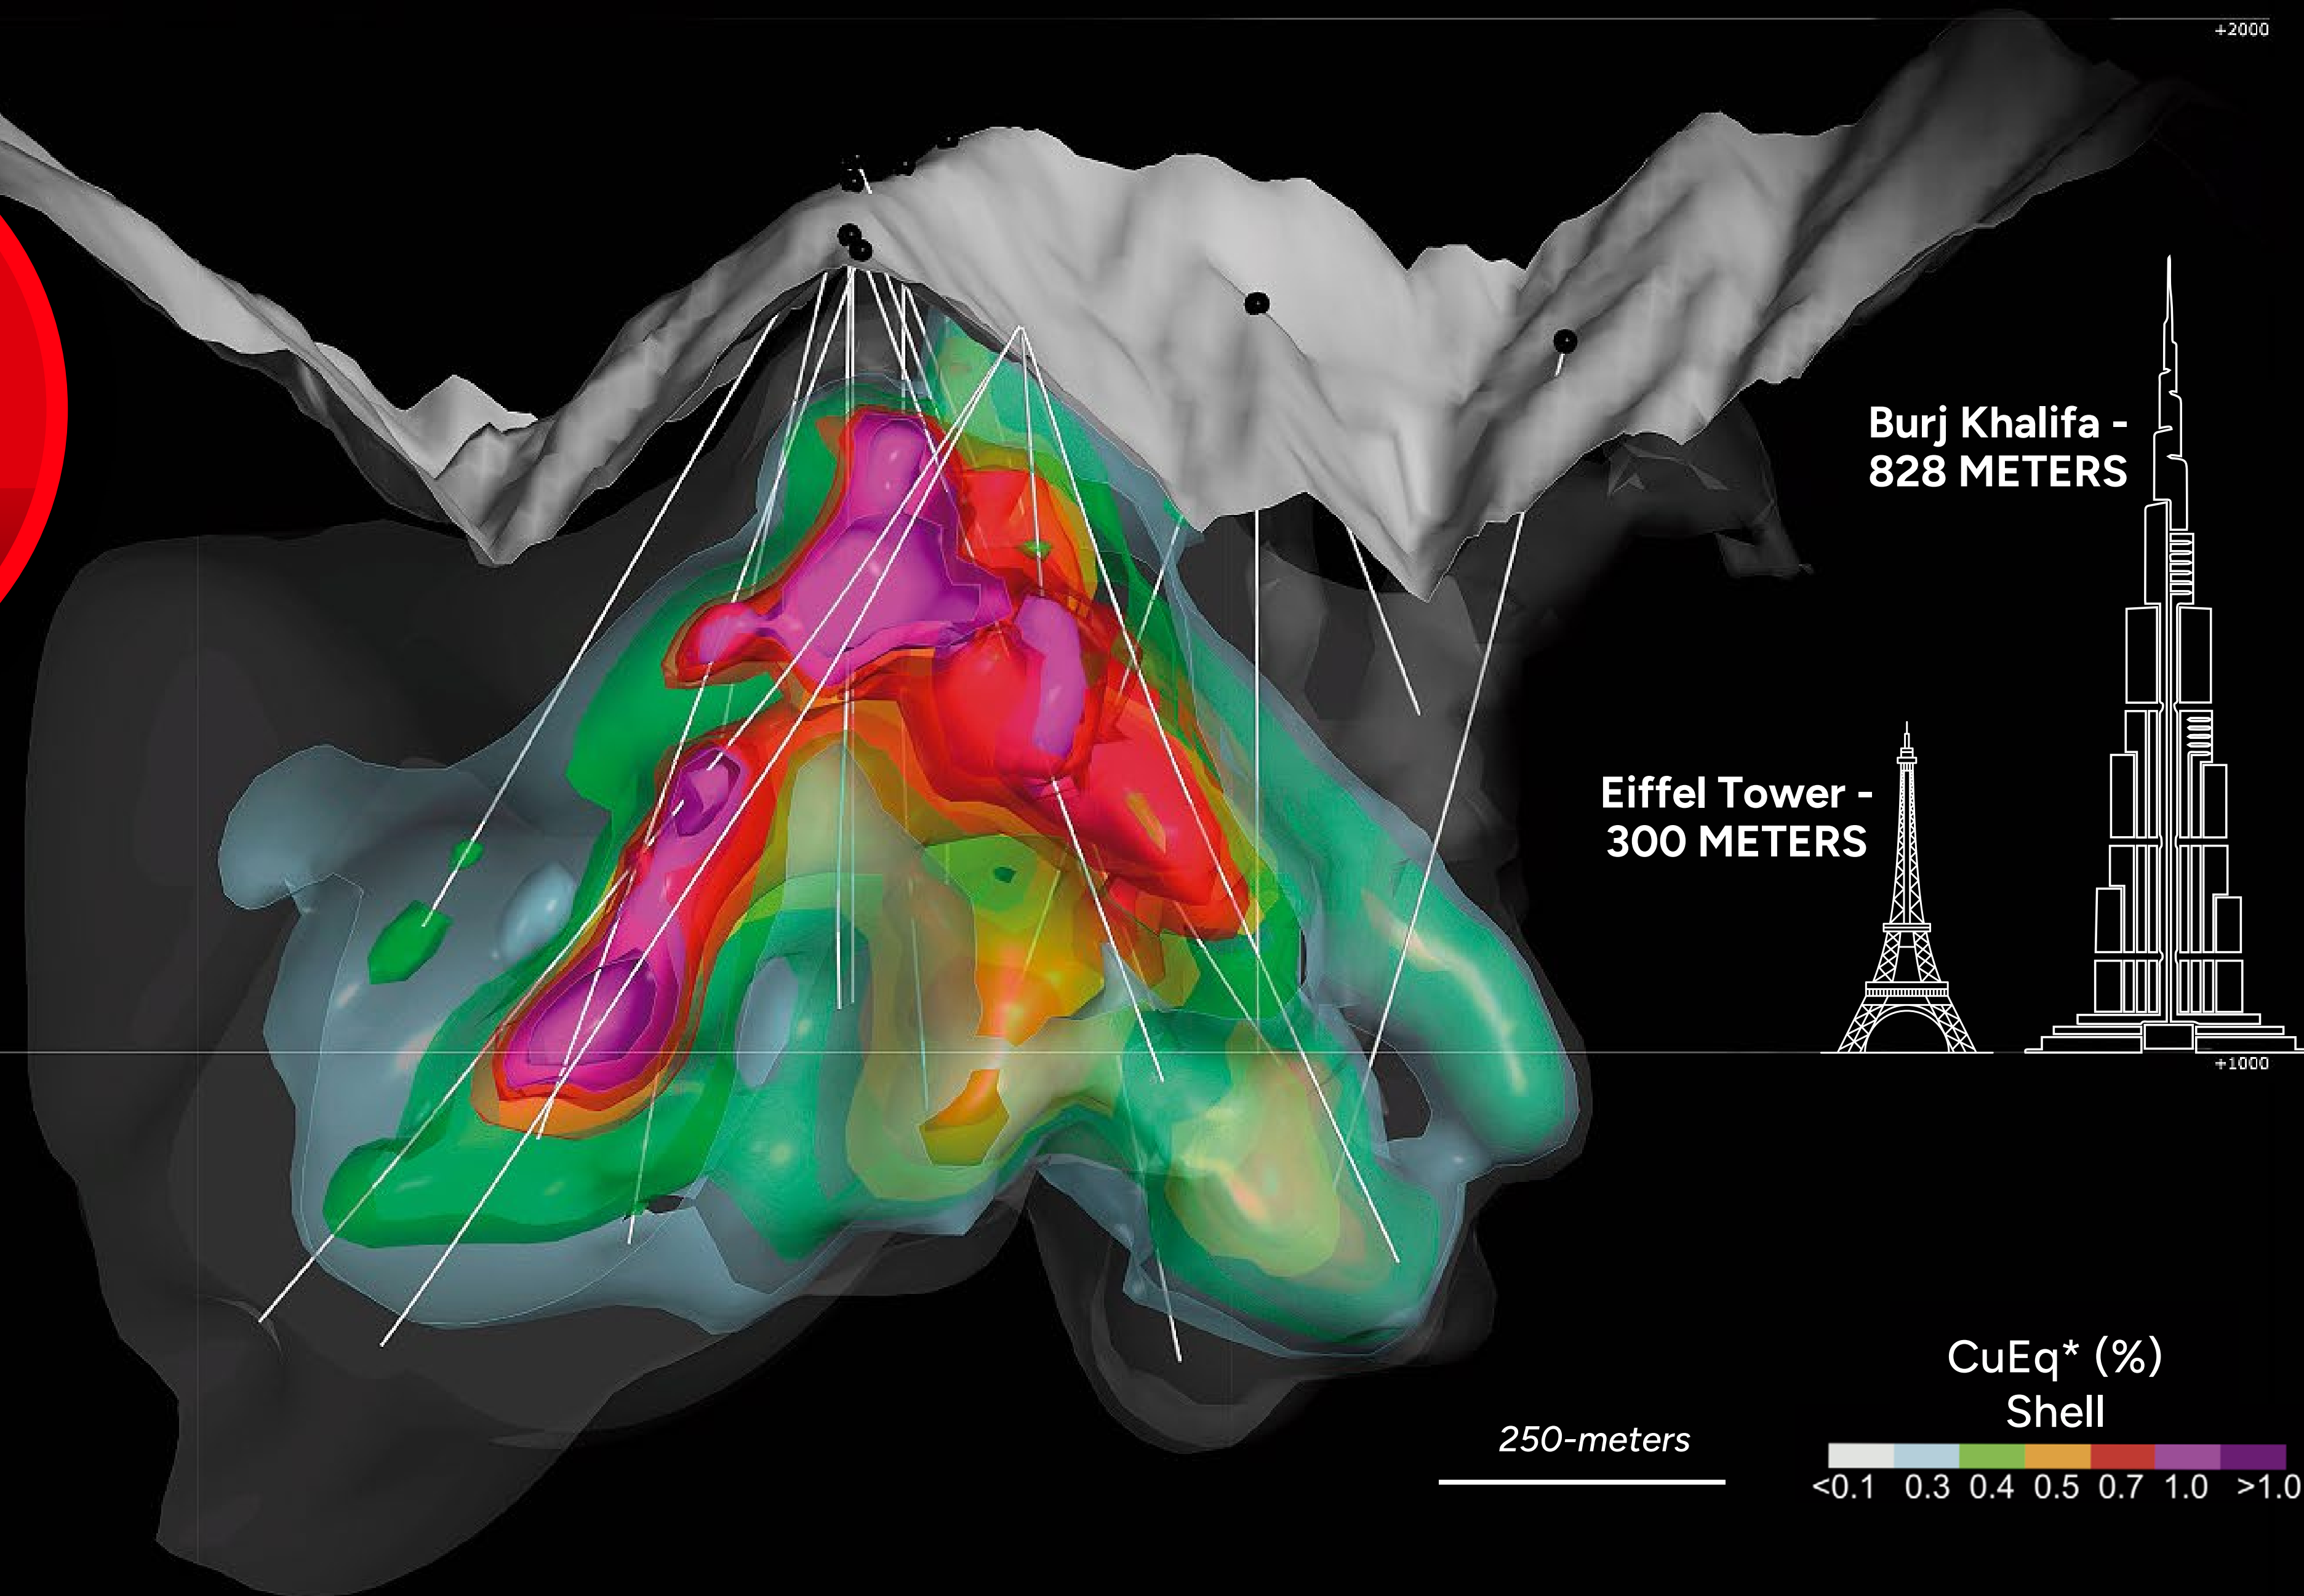 +2000
Burj Khalifa -
828 METERS
Eiffel Tower -
300 METERS
+1000
CuEq* (%)
Shell
250-meters
<0.1 0.3 0.4 0.5 0.7 1.0 >1.0